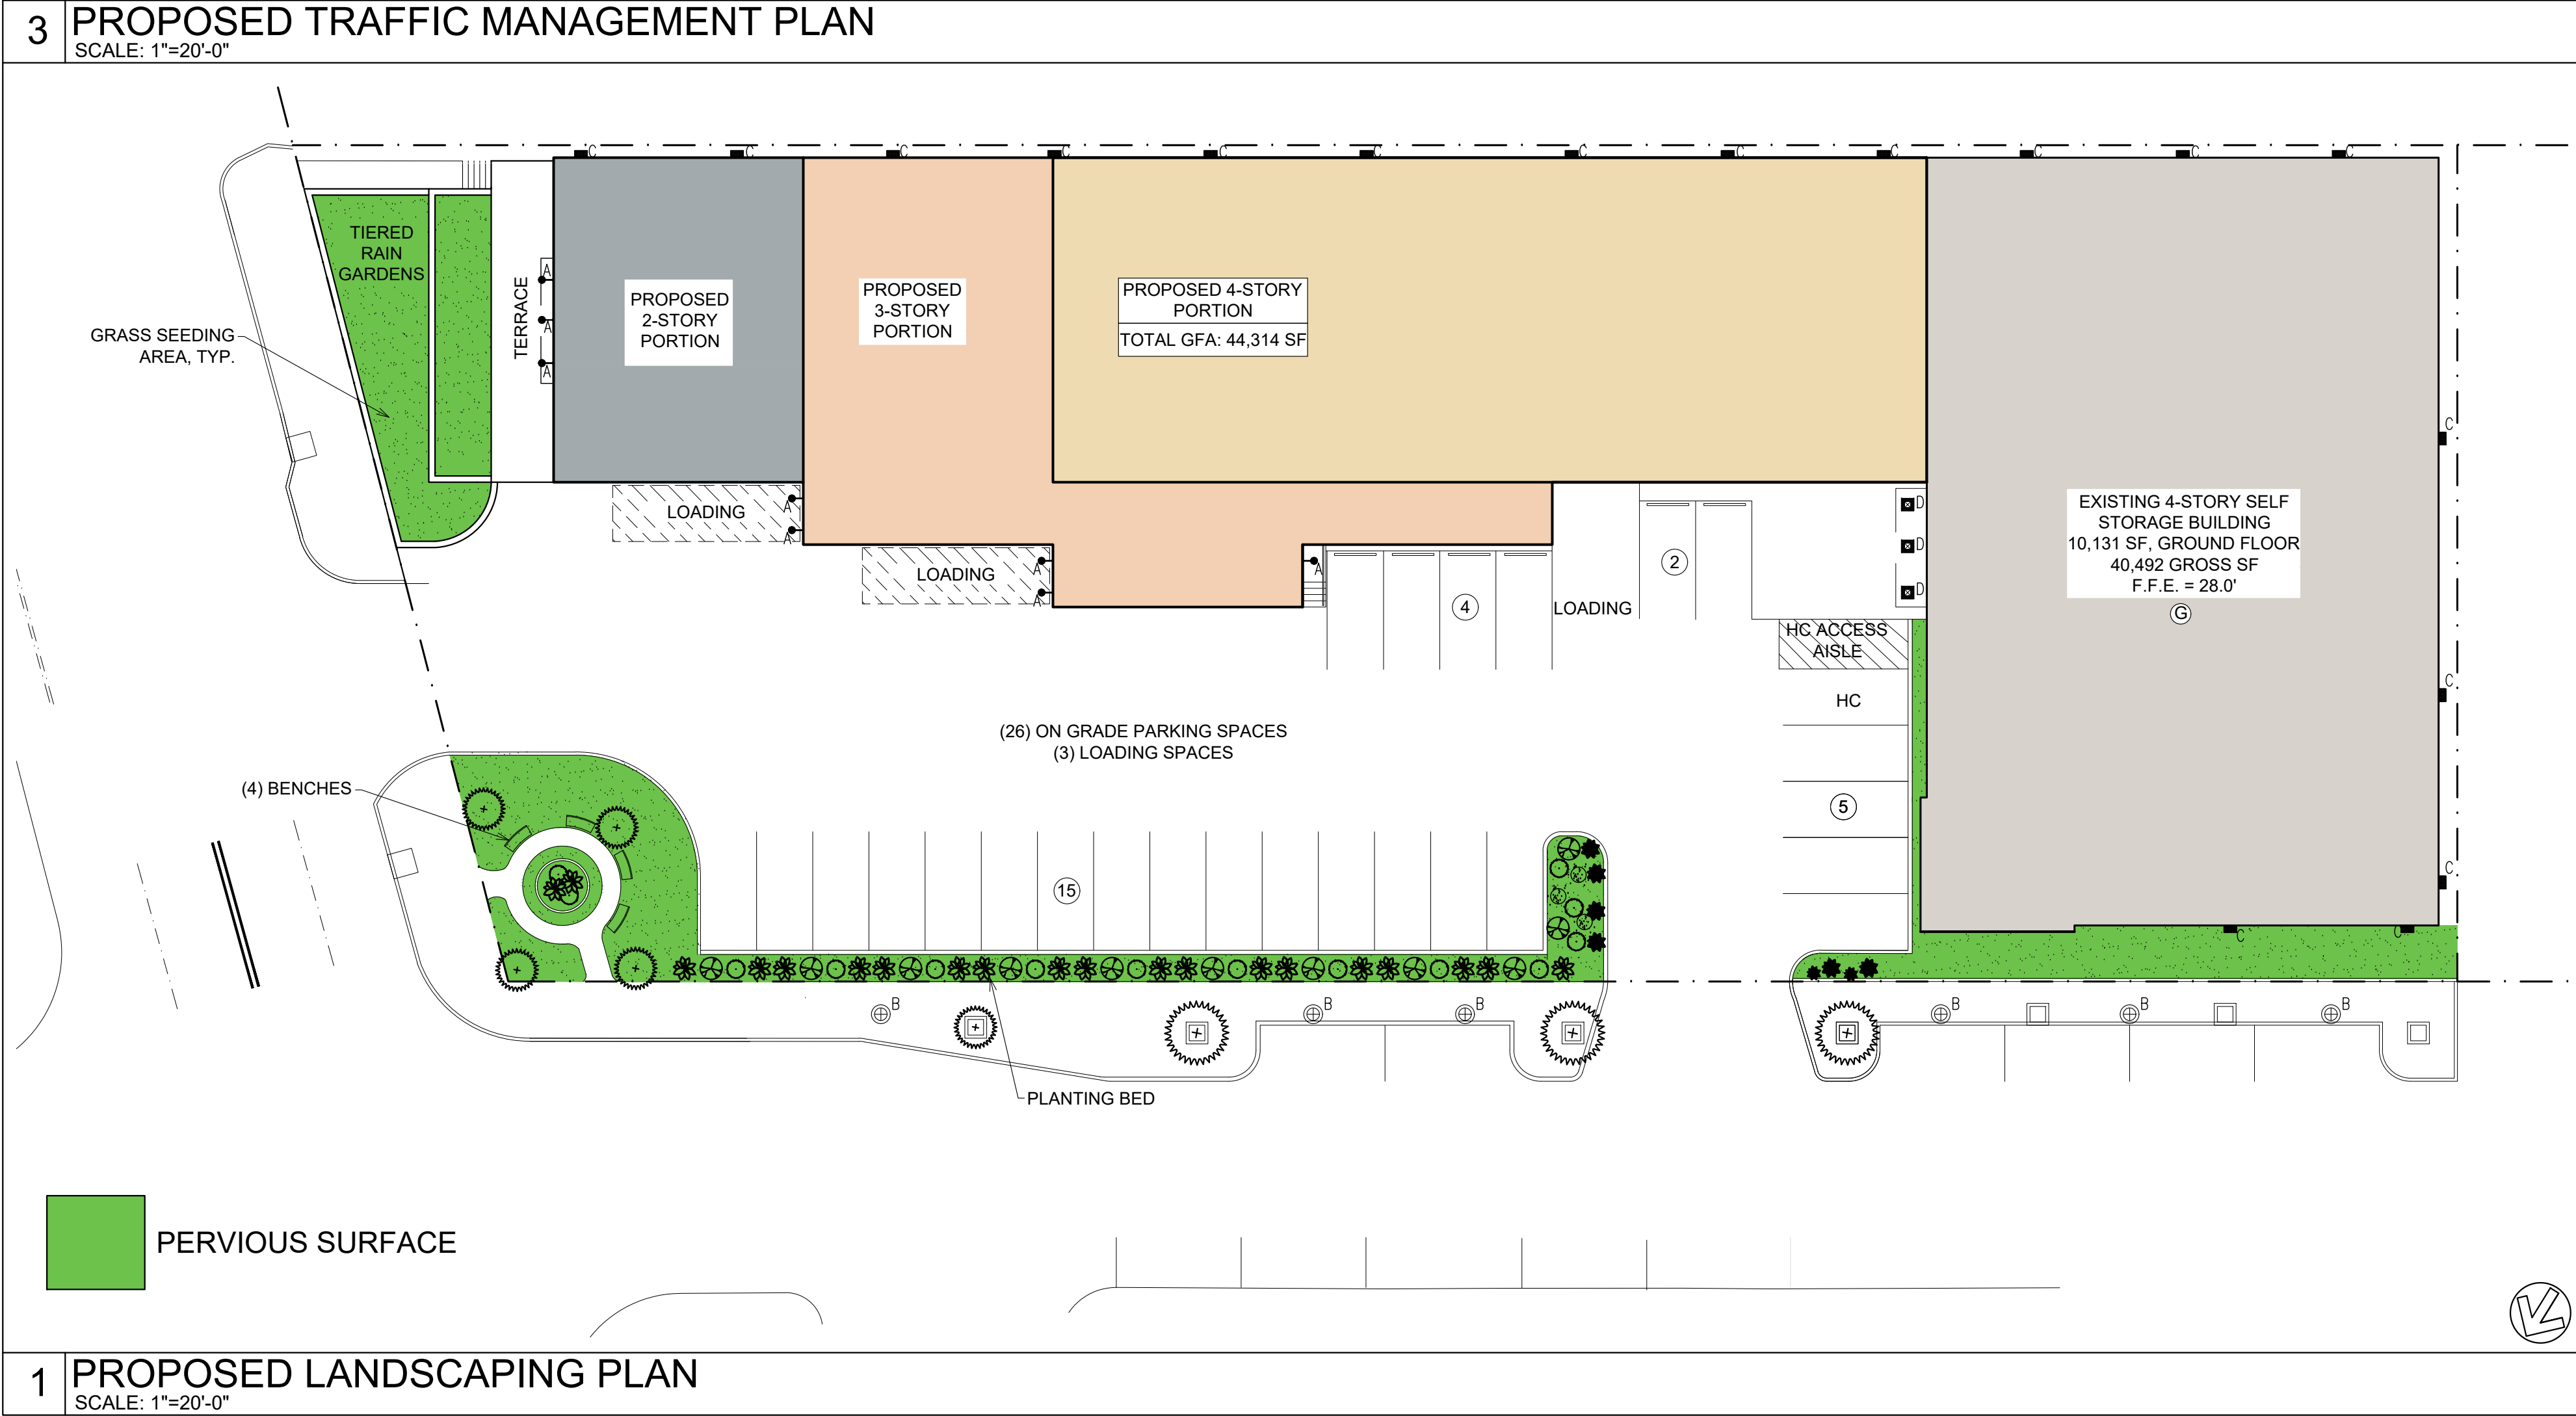 3 PROPOSED TRAFFIC MANAGEMENT PLAN
SCALE: 1"=20'-0"
C C C C C C C C C C C C
TIERED
RAIN
GARDENS
GRASS SEEDING
AREA, TYP.
TERRACE
A
A
A
PROPOSED
2-STORY
PORTION
PROPOSED
3-STORY
PORTION
PROPOSED 4-STORY
PORTION
TOTAL GFA: 44,314 SF
EXISTING 4-STORY SELF
STORAGE BUILDING
10,131 SF, GROUND FLOOR
40,492 GROSS SF
F.F.E. = 28.0'
G
C
C
C
LOADING
A
A
LOADING
A
A
A
4
LOADING
2
D
D
D
HC ACCESS
AISLE
HC
5
(26) ON GRADE PARKING SPACES
(3) LOADING SPACES
(4) BENCHES
15
C C
B B B B B B
PLANTING BED
PERVIOUS SURFACE
1 PROPOSED LANDSCAPING PLAN
SCALE: 1"=20'-0"